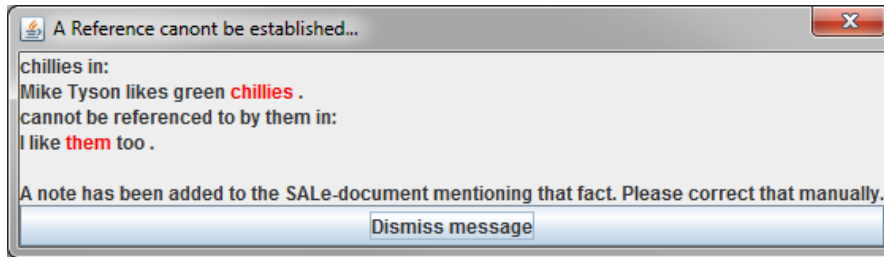 A Reference canont be established...
chillies in:
Mike Tyson likes green chillies .
cannot be referenced to by them in:
I like them too .
A note has been added to the SALe-document mentioning that fact. Please correct that manually.
Dismiss message